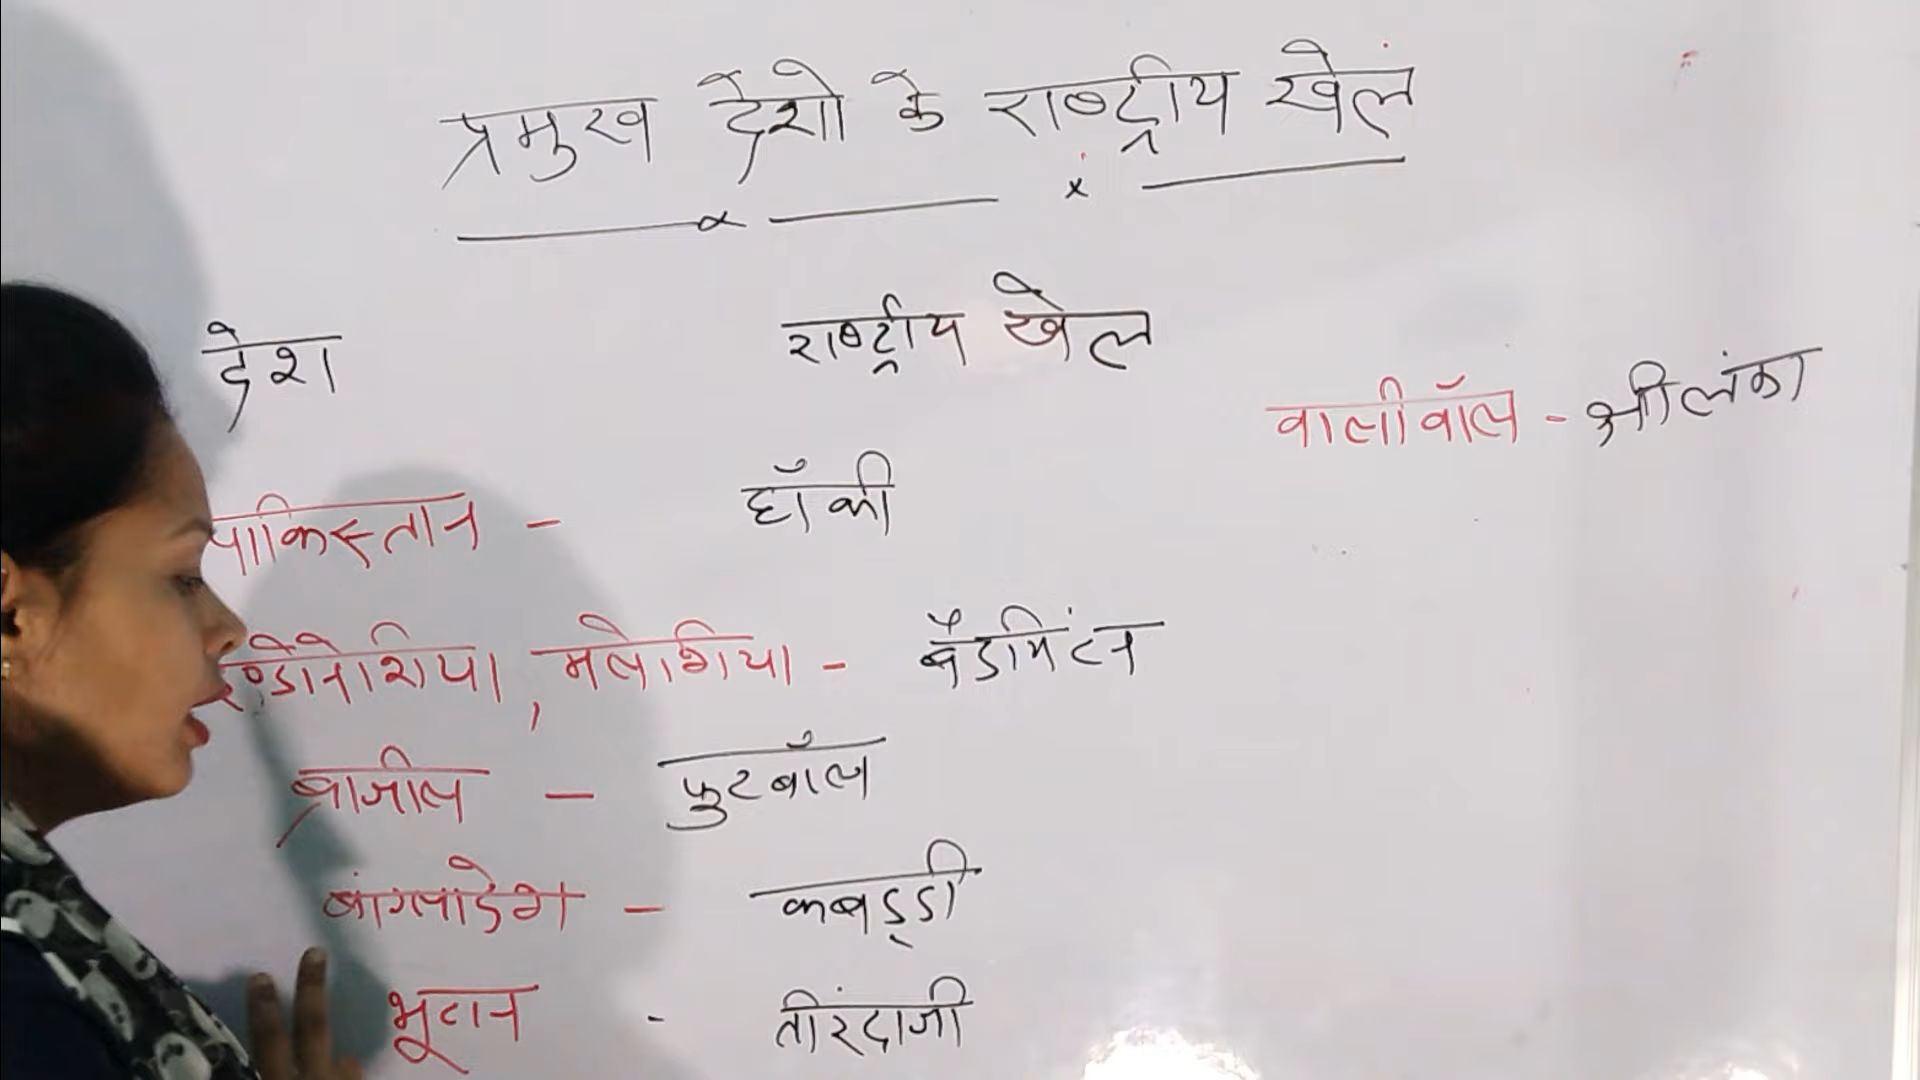 प्रमुख देशो के राष्ट्रीय खेल
देश राष्ट्रीय खेल
वालीवॉल - श्रीलंका
पाकिस्तान - हॉकी
इण्डोनेशिया, मलेशिया - बैडमिंटन
ब्राजील - फुटबॉल
बांग्लादेश - कबड्डी
भूटान - तीरंदाजी